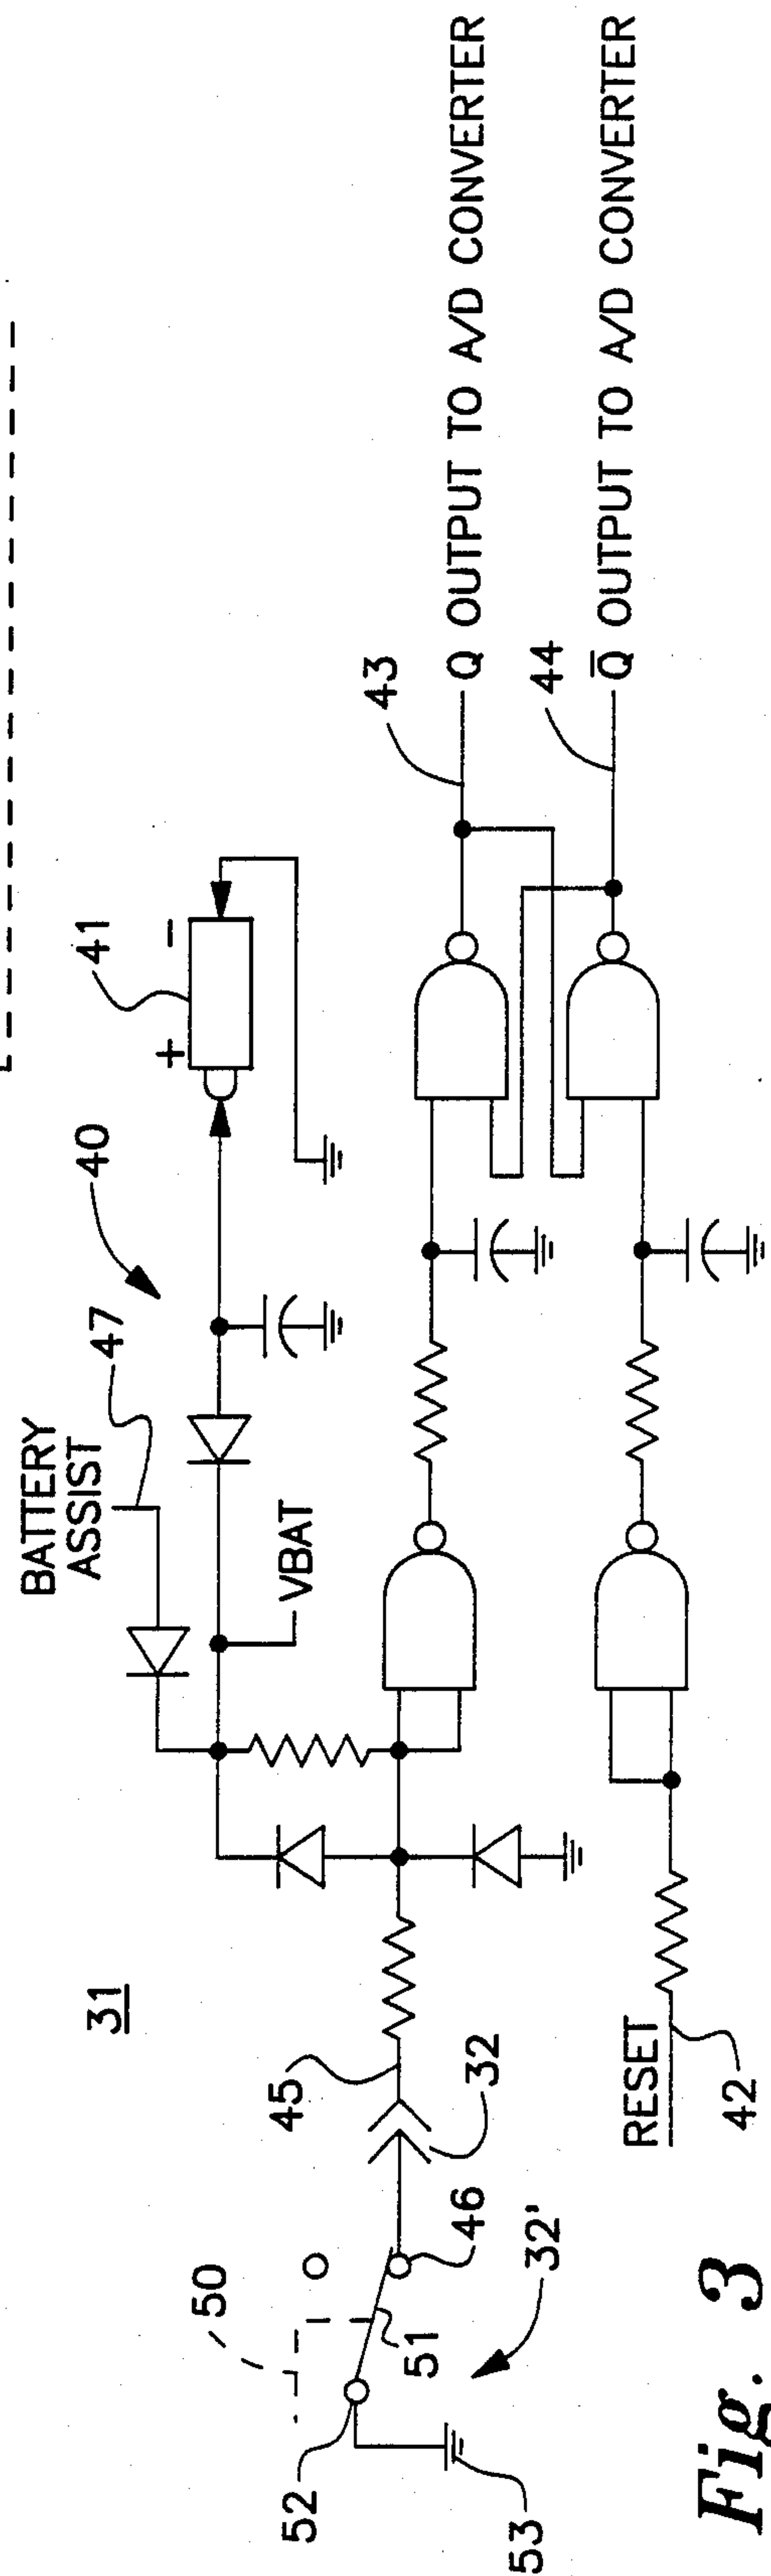 31
BATTERY
ASSIST
47
40
41
+
-
VBAT
50
52
53
51
46
32'
32
45
43
Q OUTPUT TO A/D CONVERTER
44
Q̅ OUTPUT TO A/D CONVERTER
RESET
42
Fig. 3